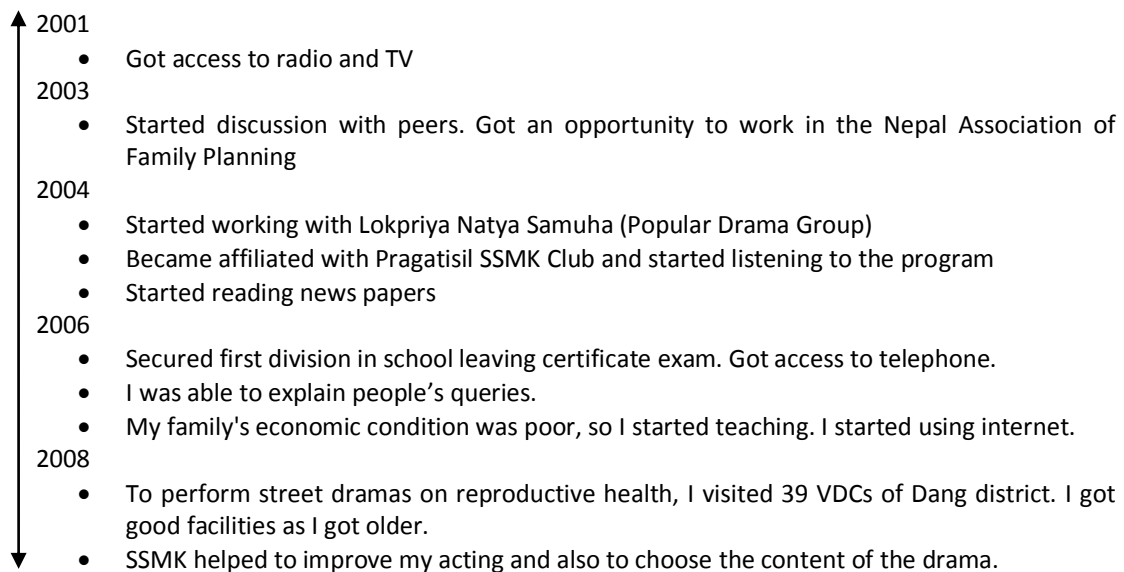 2001
• Got access to radio and TV
2003
• Started discussion with peers. Got an opportunity to work in the Nepal Association of
Family Planning
2004
• Started working with Lokpriya Natya Samuha (Popular Drama Group)
• Became affiliated with Pragatisil SSMK Club and started listening to the program
• Started reading news papers
2006
• Secured first division in school leaving certificate exam. Got access to telephone.
• I was able to explain people’s queries.
• My family's economic condition was poor, so I started teaching. I started using internet.
2008
• To perform street dramas on reproductive health, I visited 39 VDCs of Dang district. I got
good facilities as I got older.
• SSMK helped to improve my acting and also to choose the content of the drama.